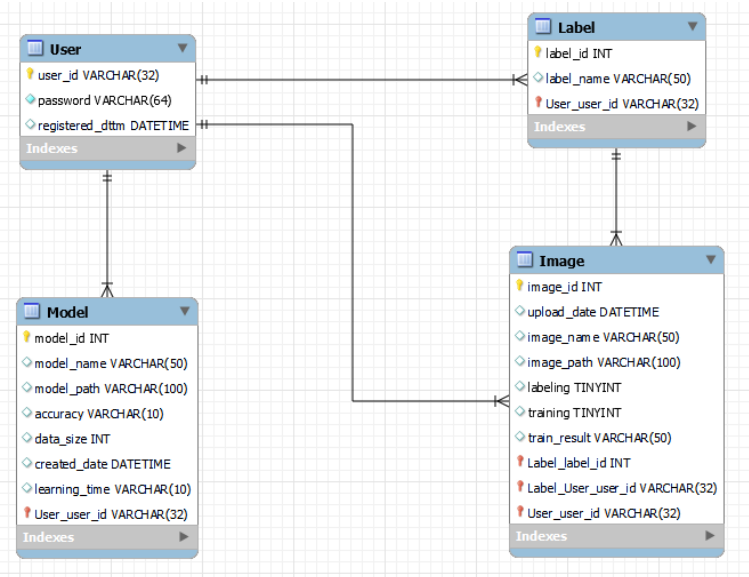 User
user_id VARCHAR(32)
password VARCHAR(64)
registered_dttm DATETIME
Indexes
Label
label_id INT
label_name VARCHAR(50)
User_user_id VARCHAR(32)
Indexes
Model
model_id INT
model_name VARCHAR(50)
model_path VARCHAR(100)
accuracy VARCHAR(10)
data_size INT
created_date DATETIME
learning_time VARCHAR(10)
User_user_id VARCHAR(32)
Indexes
Image
image_id INT
upload_date DATETIME
image_name VARCHAR(50)
image_path VARCHAR(100)
labeling TINYINT
training TINYINT
train_result VARCHAR(50)
Label_label_id INT
Label_User_user_id VARCHAR(32)
User_user_id VARCHAR(32)
Indexes